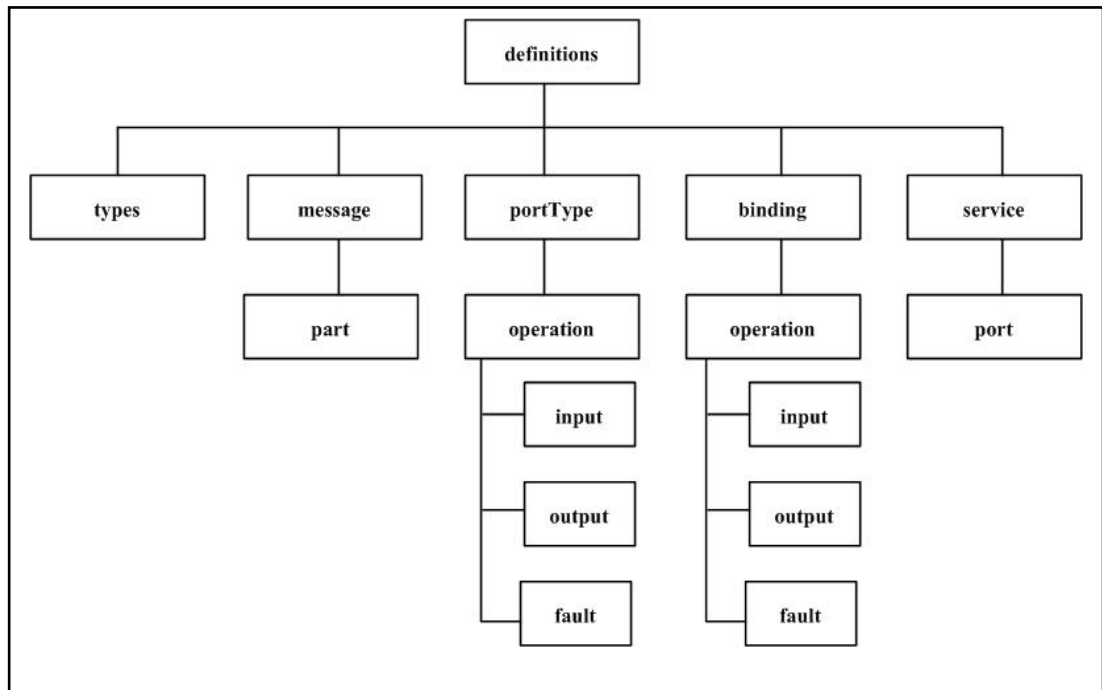 definitions
types
message
portType
binding
service
part
operation
operation
port
input
input
output
output
fault
fault